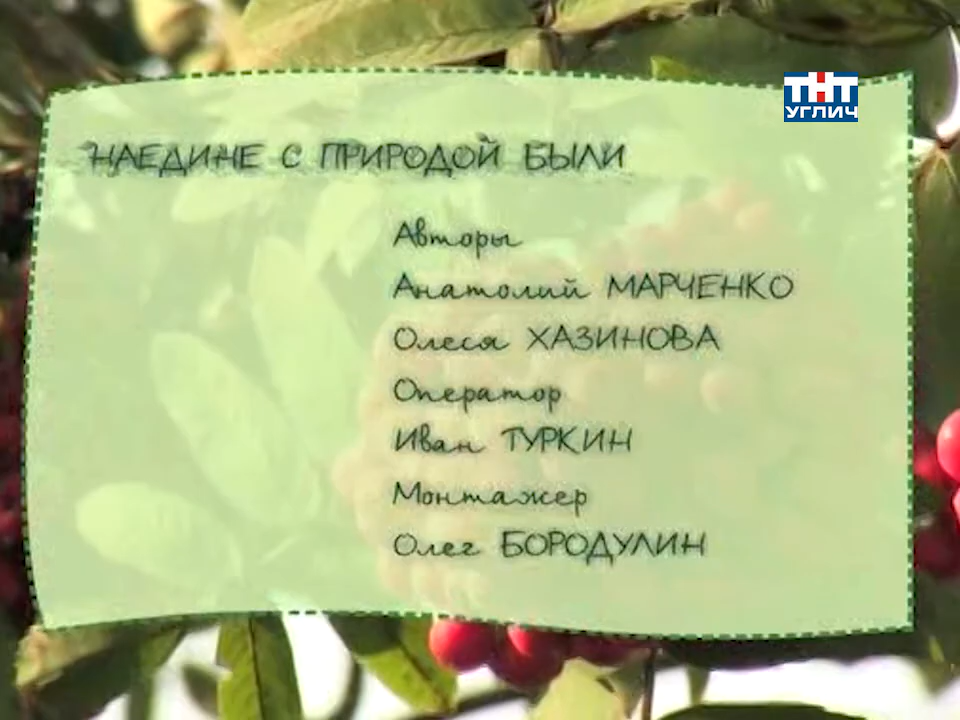 ТНТ
УГЛИЧ
НАЕДИНЕ С ПРИРОДОЙ БЫЛИ
Авторы
Анатолий МАРЧЕНКО
Олеся ХАЗИНОВА
Оператор
Иван ТУРКИН
Монтажер
Олег БОРОДУЛИН